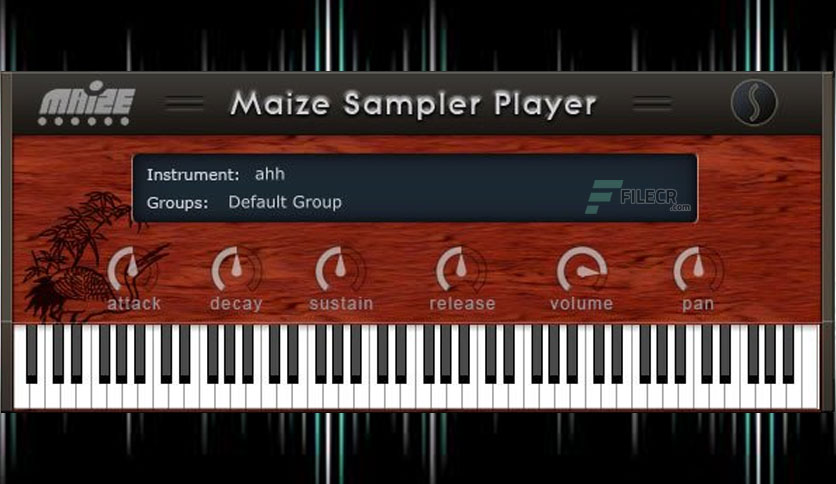 MAIZE
Maize Sampler Player
Instrument: ahh
Groups: Default Group
FILECR
.com
attack decay sustain release volume pan